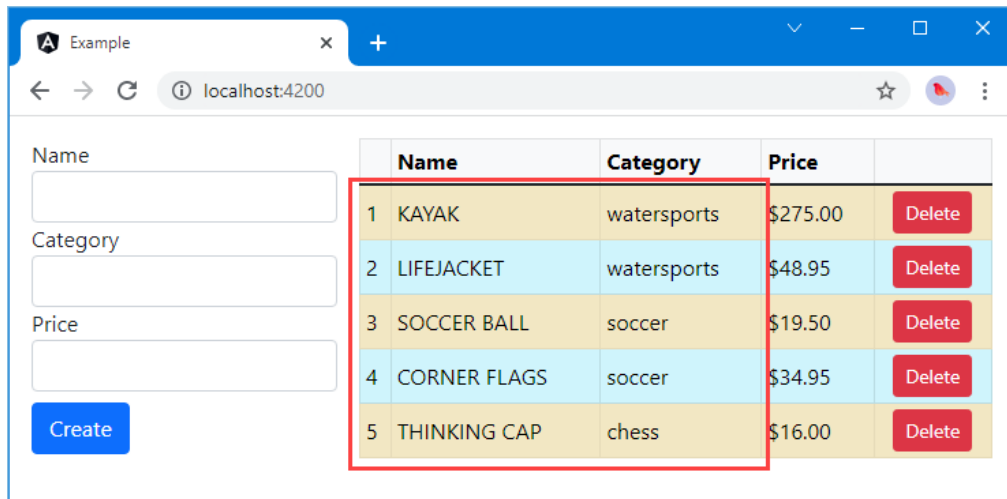 Example
localhost:4200
Name
Category
Price
Create
Name Category Price
1 KAYAK watersports $275.00 Delete
2 LIFEJACKET watersports $48.95 Delete
3 SOCCER BALL soccer $19.50 Delete
4 CORNER FLAGS soccer $34.95 Delete
5 THINKING CAP chess $16.00 Delete